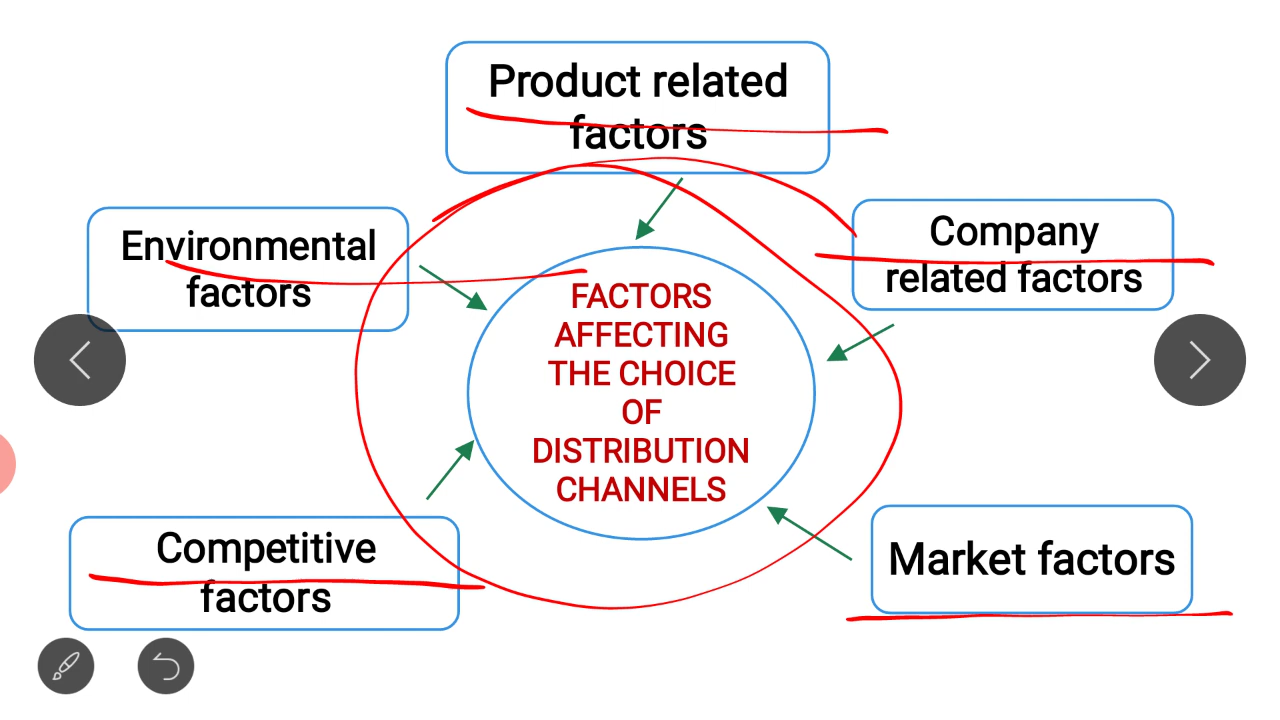 Product related
factors
Environmental
factors
Company
related factors
FACTORS
AFFECTING
THE CHOICE
OF
DISTRIBUTION
CHANNELS
Competitive
factors
Market factors